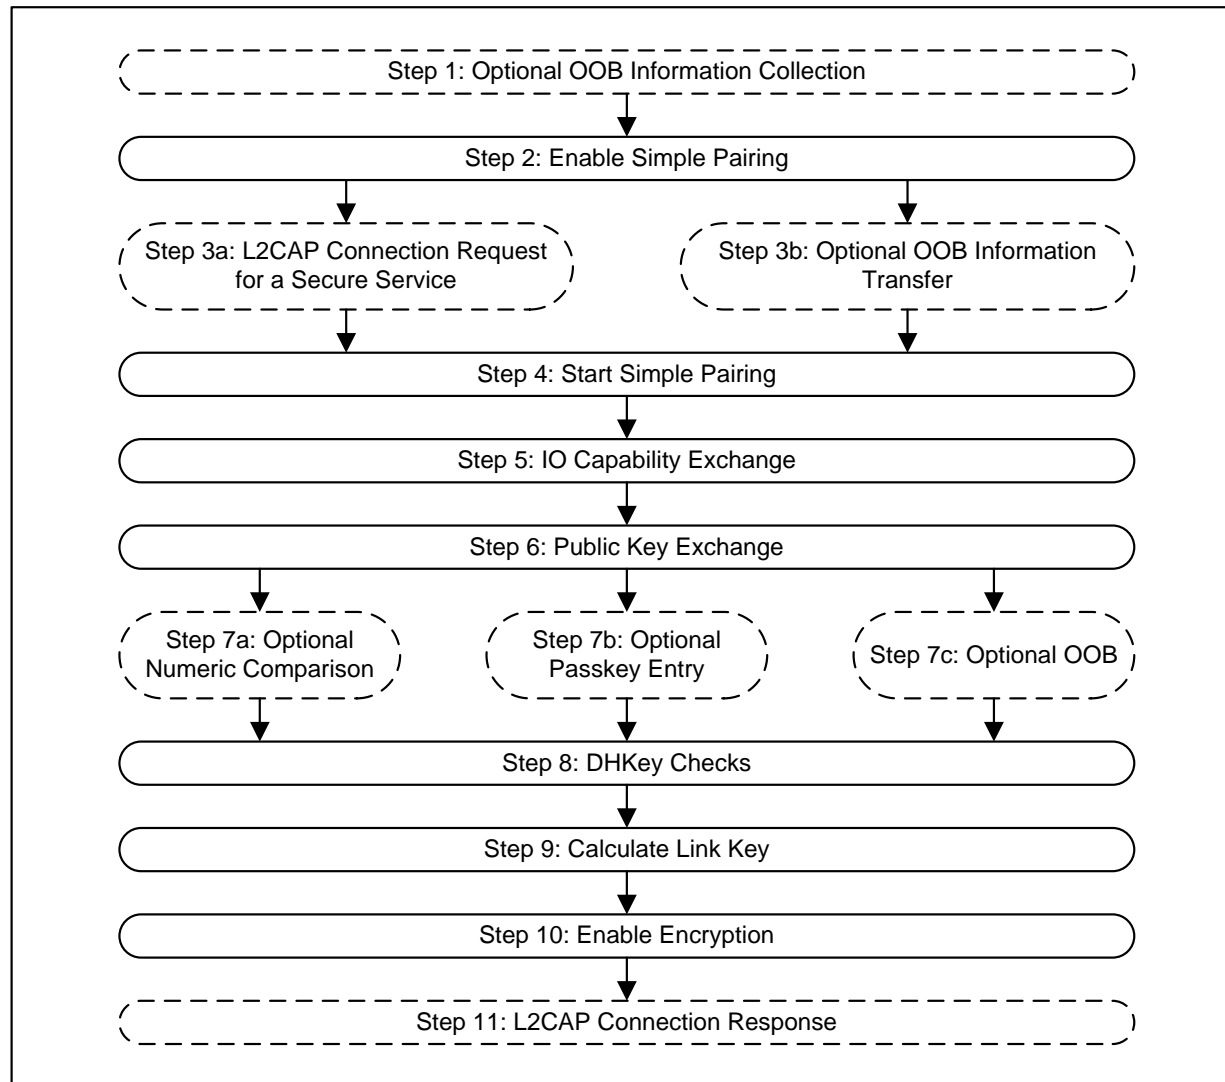 Step 1: Optional OOB Information Collection
Step 2: Enable Simple Pairing
Step 3a: L2CAP Connection Request
for a Secure Service
Step 3b: Optional OOB Information
Transfer
Step 4: Start Simple Pairing
Step 5: IO Capability Exchange
Step 6: Public Key Exchange
Step 7a: Optional
Numeric Comparison
Step 7b: Optional
Passkey Entry
Step 7c: Optional OOB
Step 8: DHKey Checks
Step 9: Calculate Link Key
Step 10: Enable Encryption
Step 11: L2CAP Connection Response